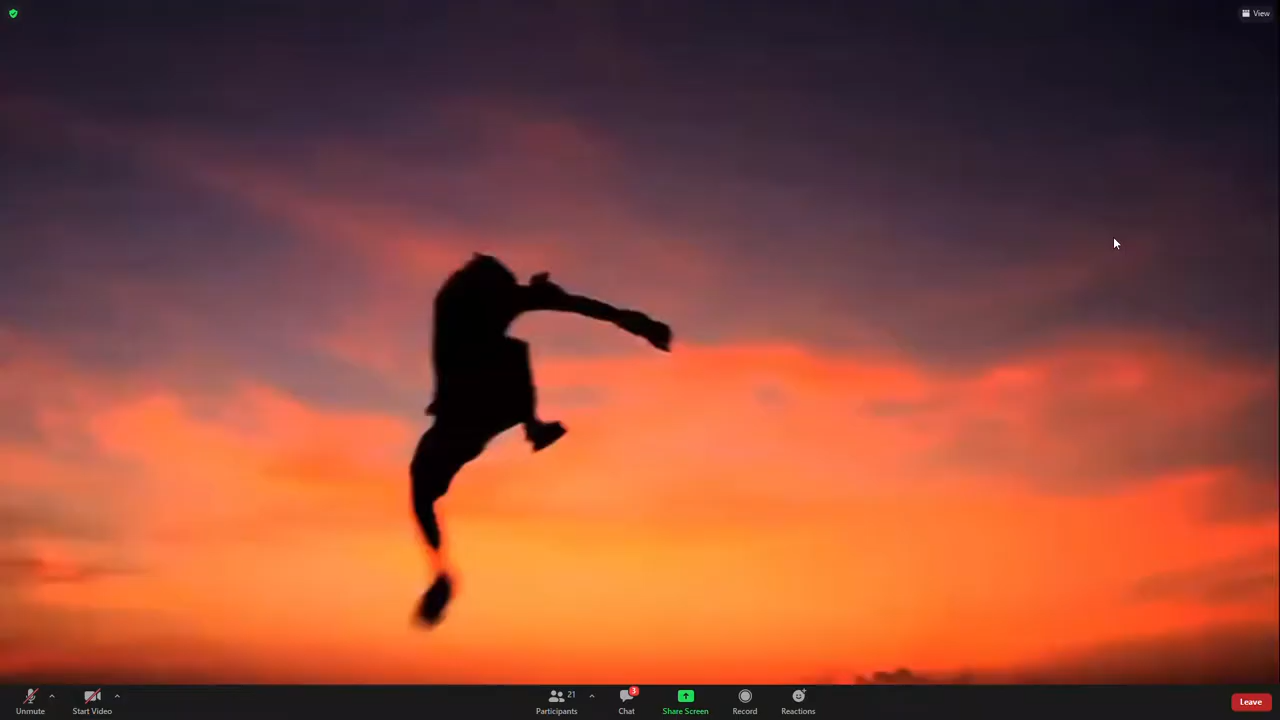 View
21
3
Unmute
Start Video
Participants
Chat
Share Screen
Record
Reactions
Leave